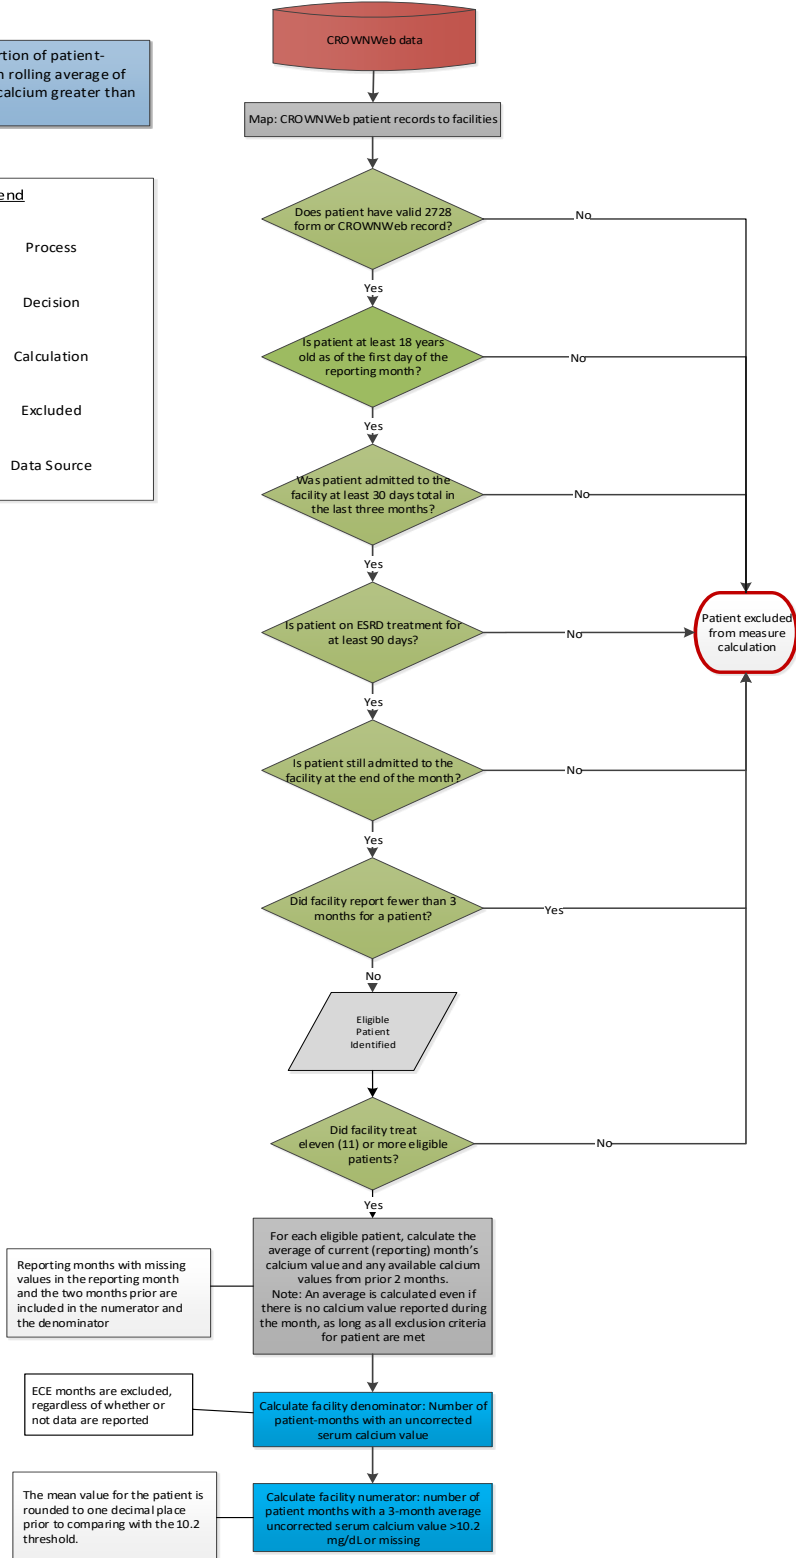 CROWNWeb data
rtion of patient-
n rolling average of
calcium greater than
Map: CROWNWeb patient records to facilities
end
Process
Decision
Calculation
Excluded
Data Source
Does patient have valid 2728
form or CROWNWeb record?
No
Yes
Is patient at least 18 years
old as of the first day of the
reporting month?
No
Yes
Was patient admitted to the
facility at least 30 days total in
the last three months?
No
Yes
Is patient on ESRD treatment for
at least 90 days?
No
Patient excluded
from measure
calculation
Yes
Is patient still admitted to the
facility at the end of the month?
No
Yes
Did facility report fewer than 3
months for a patient?
Yes
No
Eligible
Patient
Identified
Did facility treat
eleven (11) or more eligible
patients?
No
Yes
For each eligible patient, calculate the
average of current (reporting) month's
calcium value and any available calcium
values from prior 2 months.
Note: An average is calculated even if
there is no calcium value reported during
the month, as long as all exclusion criteria
for patient are met
Reporting months with missing
values in the reporting month
and the two months prior are
included in the numerator and
the denominator
ECE months are excluded,
regardless of whether or
not data are reported
Calculate facility denominator: Number of
patient-months with an uncorrected
serum calcium value
The mean value for the patient is
rounded to one decimal place
prior to comparing with the 10.2
threshold.
Calculate facility numerator: number of
patient months with a 3-month average
uncorrected serum calcium value >10.2
mg/dL or missing